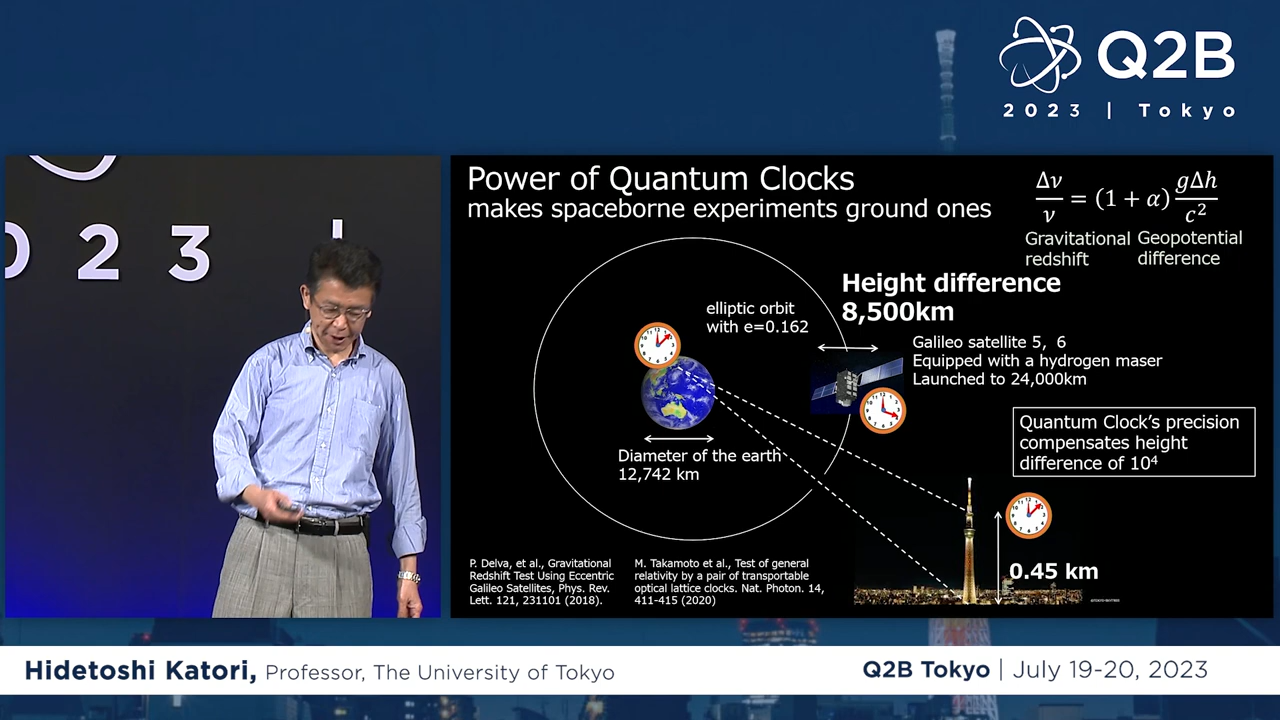 Q2B
2023 | Tokyo
0 2 3
Power of Quantum Clocks
makes spaceborne experiments ground ones
Δν/ν = (1 + α) gΔh/c²
Gravitational redshift
Geopotential difference
Height difference
8,500km
elliptic orbit
with e=0.162
Galileo satellite 5, 6
Equipped with a hydrogen maser
Launched to 24,000km
Quantum Clock's precision
compensates height
difference of 10⁴
Diameter of the earth
12,742 km
0.45 km
P. Delva, et al., Gravitational
Redshift Test Using Eccentric
Galileo Satellites, Phys. Rev.
Lett. 121, 231101 (2018).
M. Takamoto et al., Test of general
relativity by a pair of transportable
optical lattice clocks. Nat. Photon. 14,
411-415 (2020)
Hidetoshi Katori, Professor, The University of Tokyo
Q2B Tokyo | July 19-20, 2023